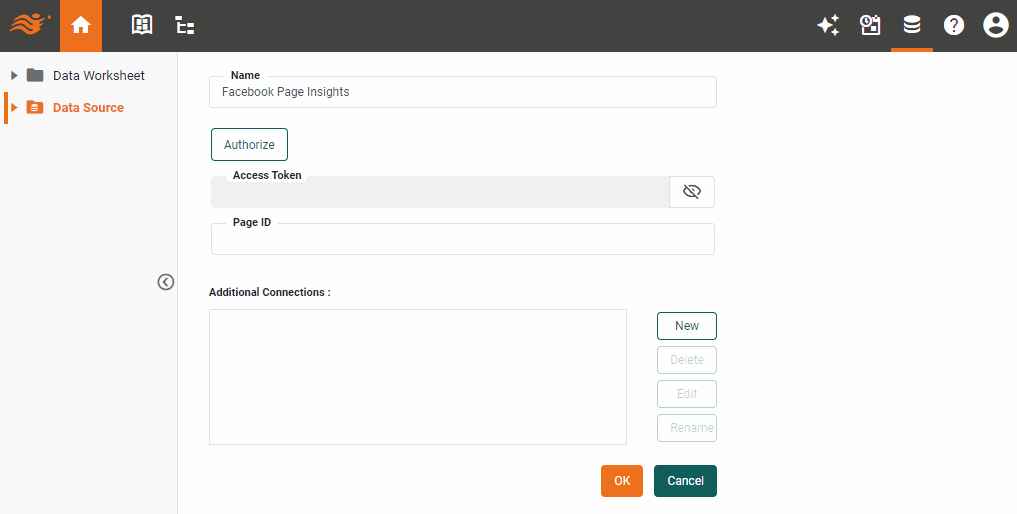 Data Worksheet
Data Source
Name
Facebook Page Insights
Authorize
Access Token
Page ID
Additional Connections :
New
Delete
Edit
Rename
OK
Cancel